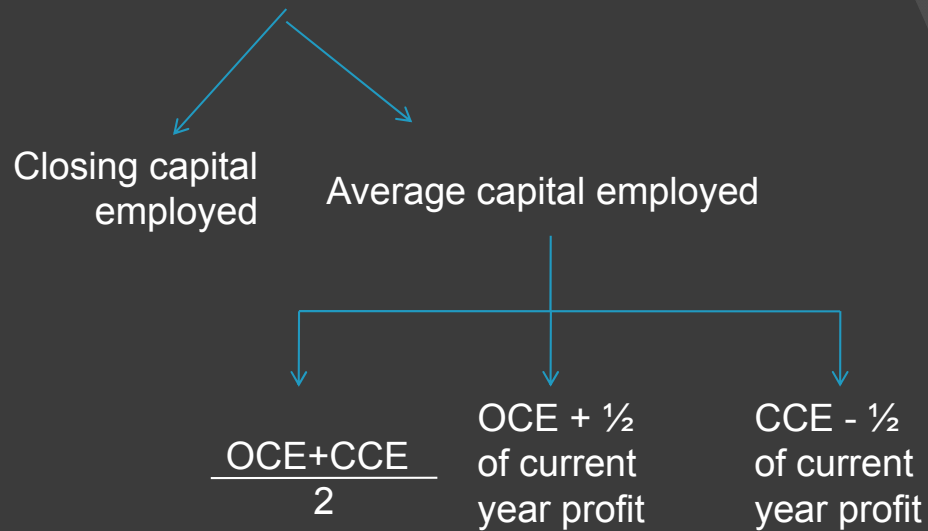 Closing capital
employed
Average capital employed
OCE+CCE
2
OCE + ½
of current
year profit
CCE - ½
of current
year profit